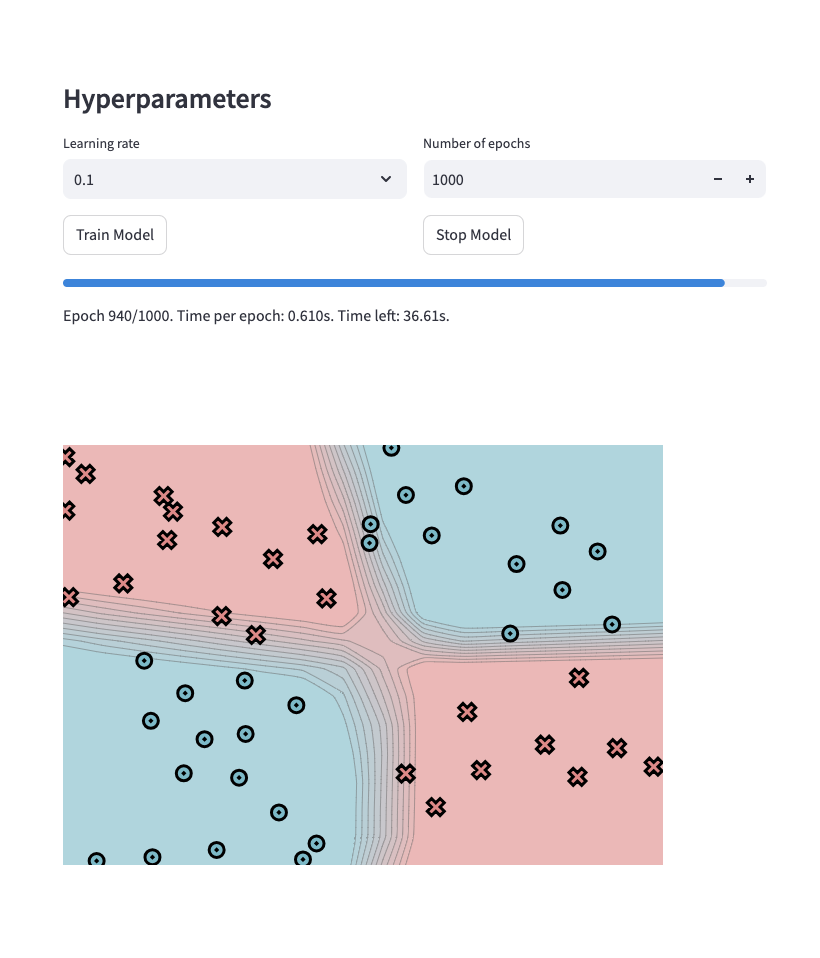 Hyperparameters
Learning rate
Number of epochs
0.1
1000
Train Model
Stop Model
Epoch 940/1000. Time per epoch: 0.610s. Time left: 36.61s.